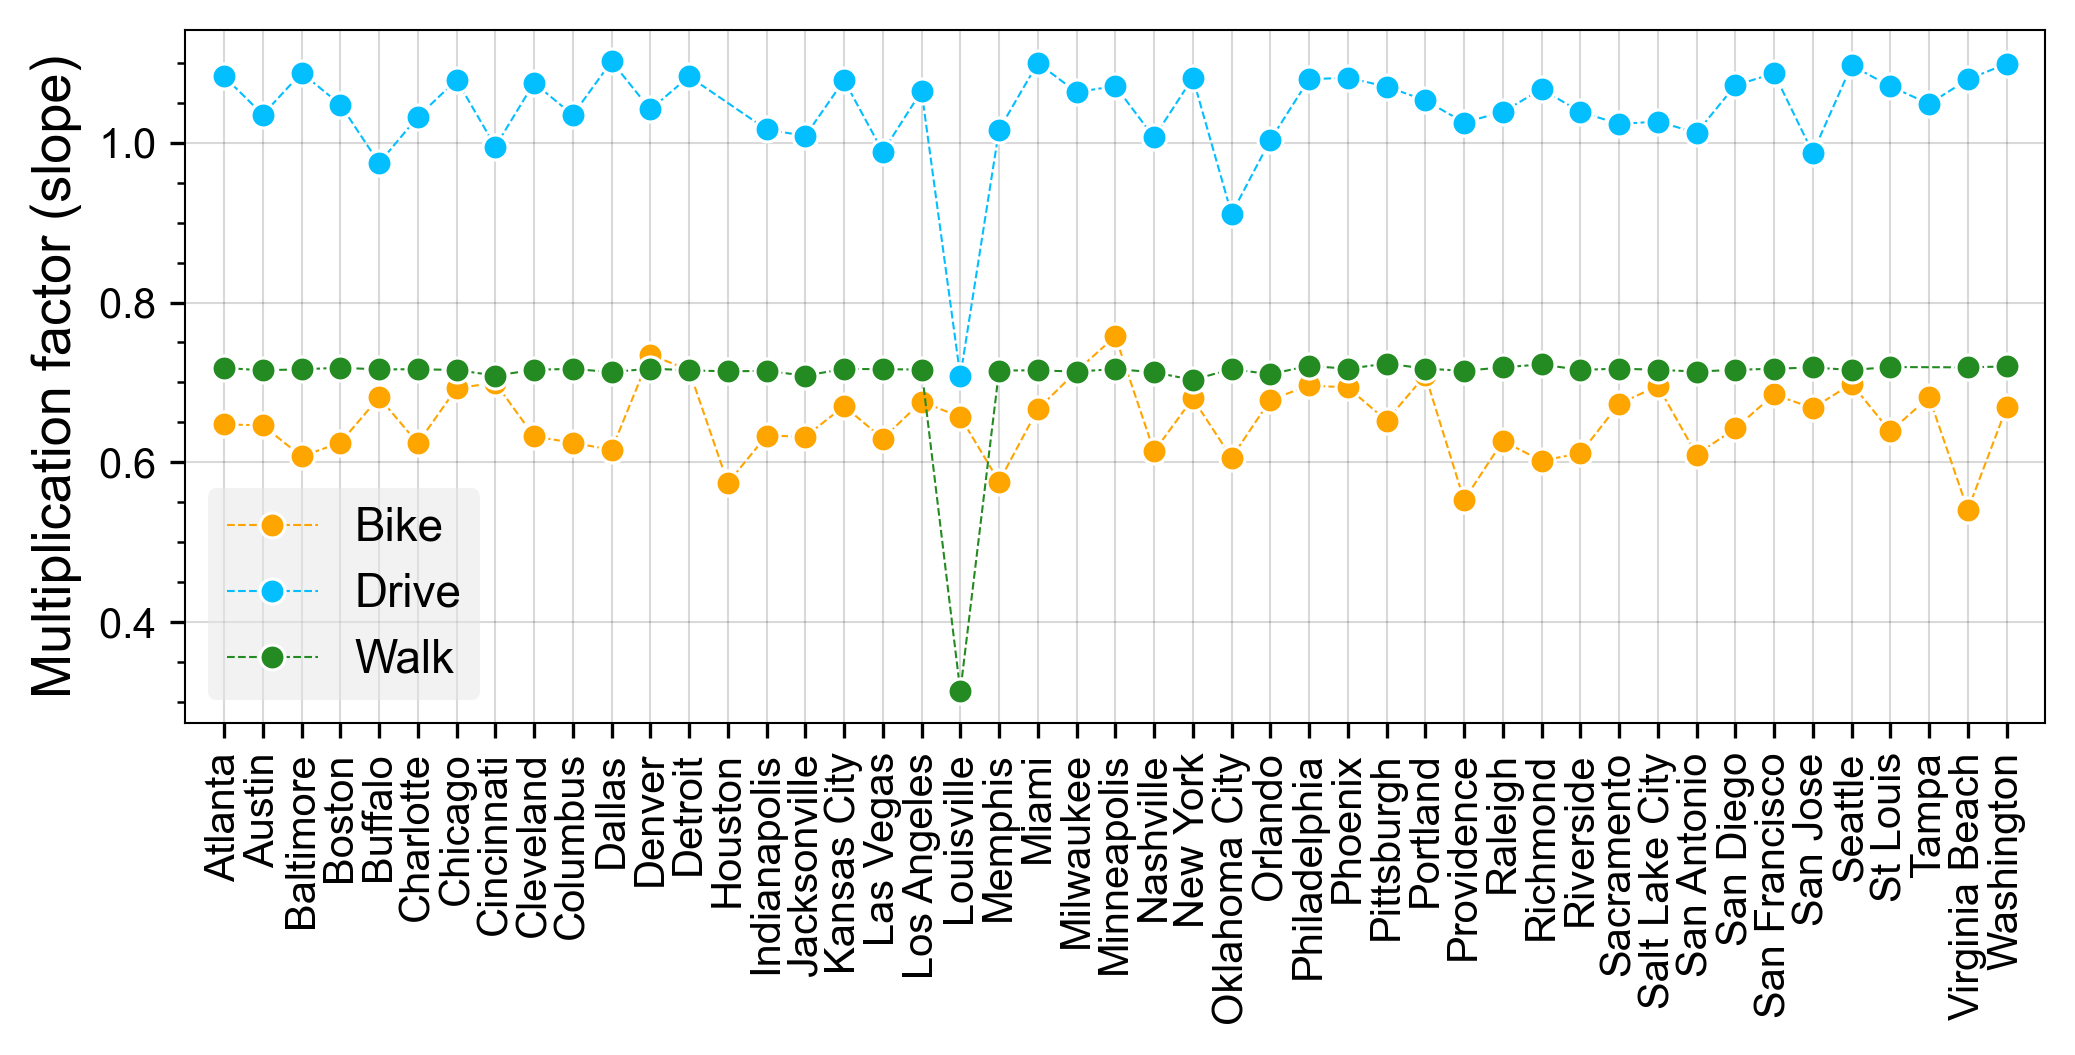 Multiplication factor (slope)
1.0
0.8
0.6
0.4
Bike
Drive
Walk
Atlanta
Austin
Baltimore
Boston
Buffalo
Charlotte
Chicago
Cincinnati
Cleveland
Columbus
Dallas
Denver
Detroit
Houston
Indianapolis
Jacksonville
Kansas City
Las Vegas
Los Angeles
Louisville
Memphis
Miami
Milwaukee
Minneapolis
Nashville
New York
Oklahoma City
Orlando
Philadelphia
Phoenix
Pittsburgh
Portland
Providence
Raleigh
Richmond
Riverside
Sacramento
Salt Lake City
San Antonio
San Diego
San Francisco
San Jose
Seattle
St Louis
Tampa
Virginia Beach
Washington